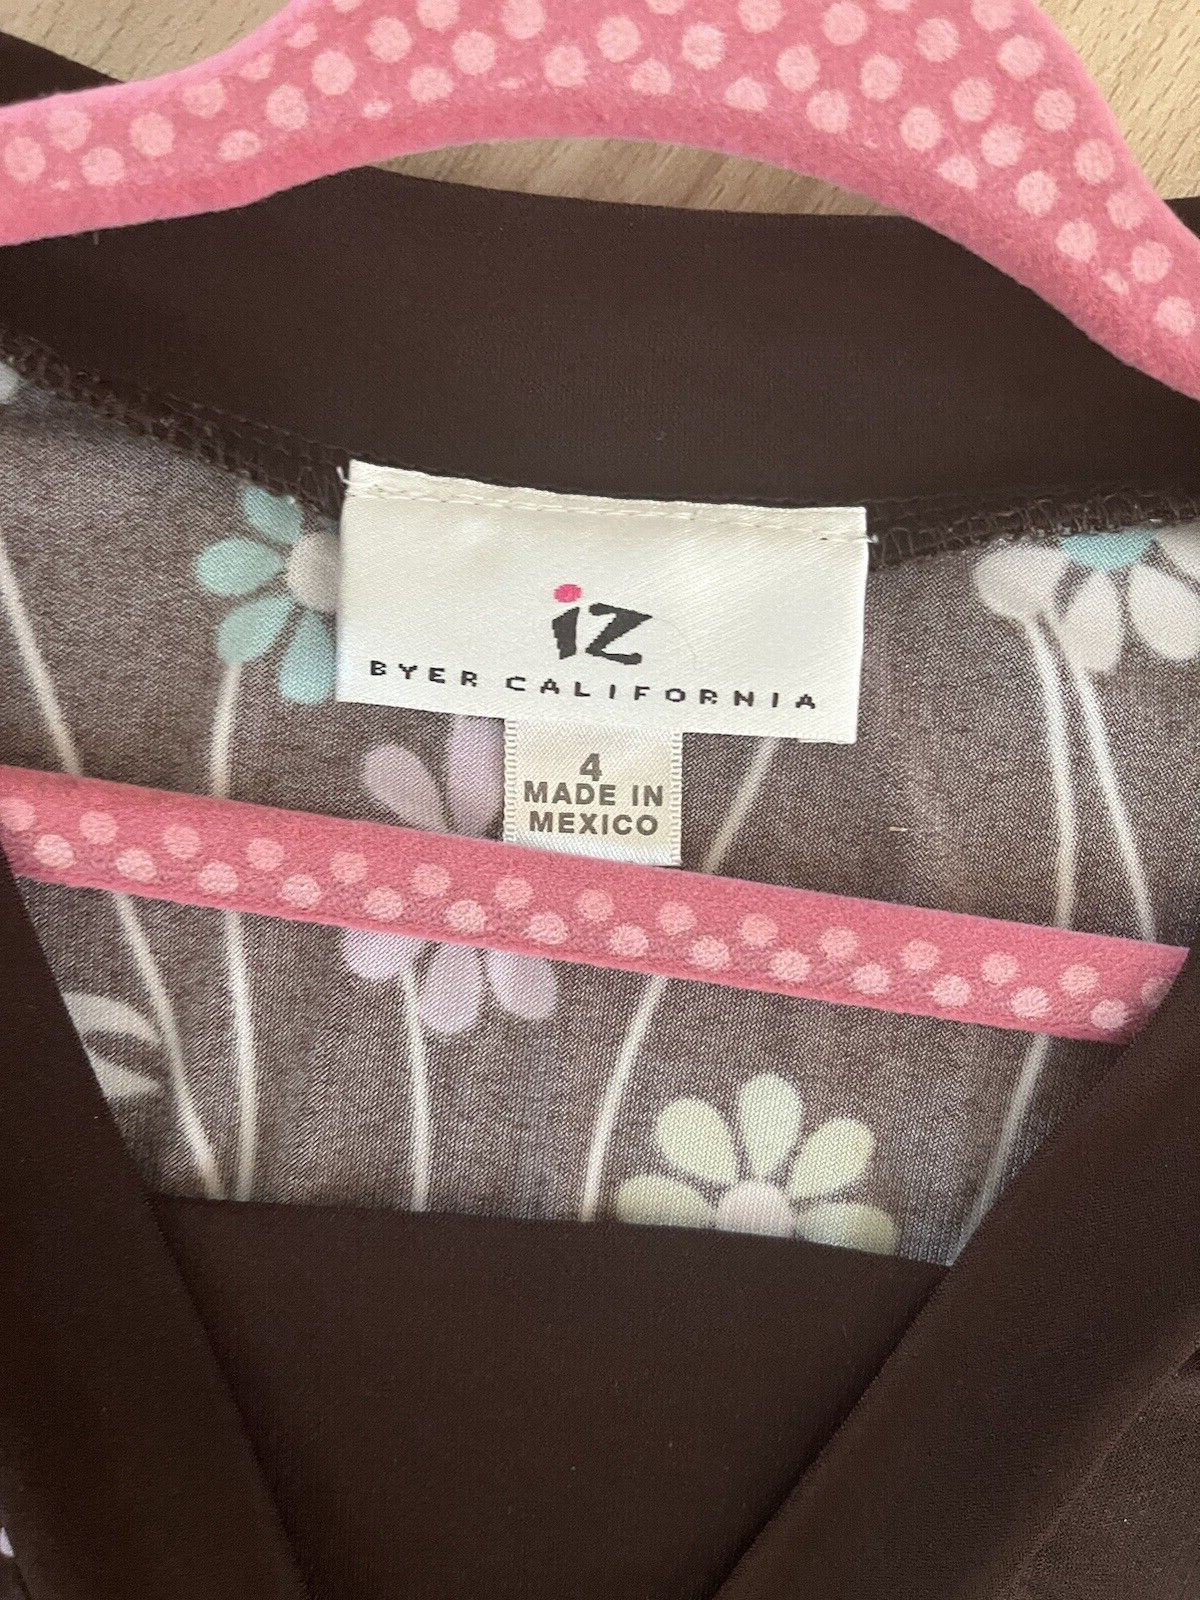 iz
BYER CALIFORNIA
4
MADE IN
MEXICO